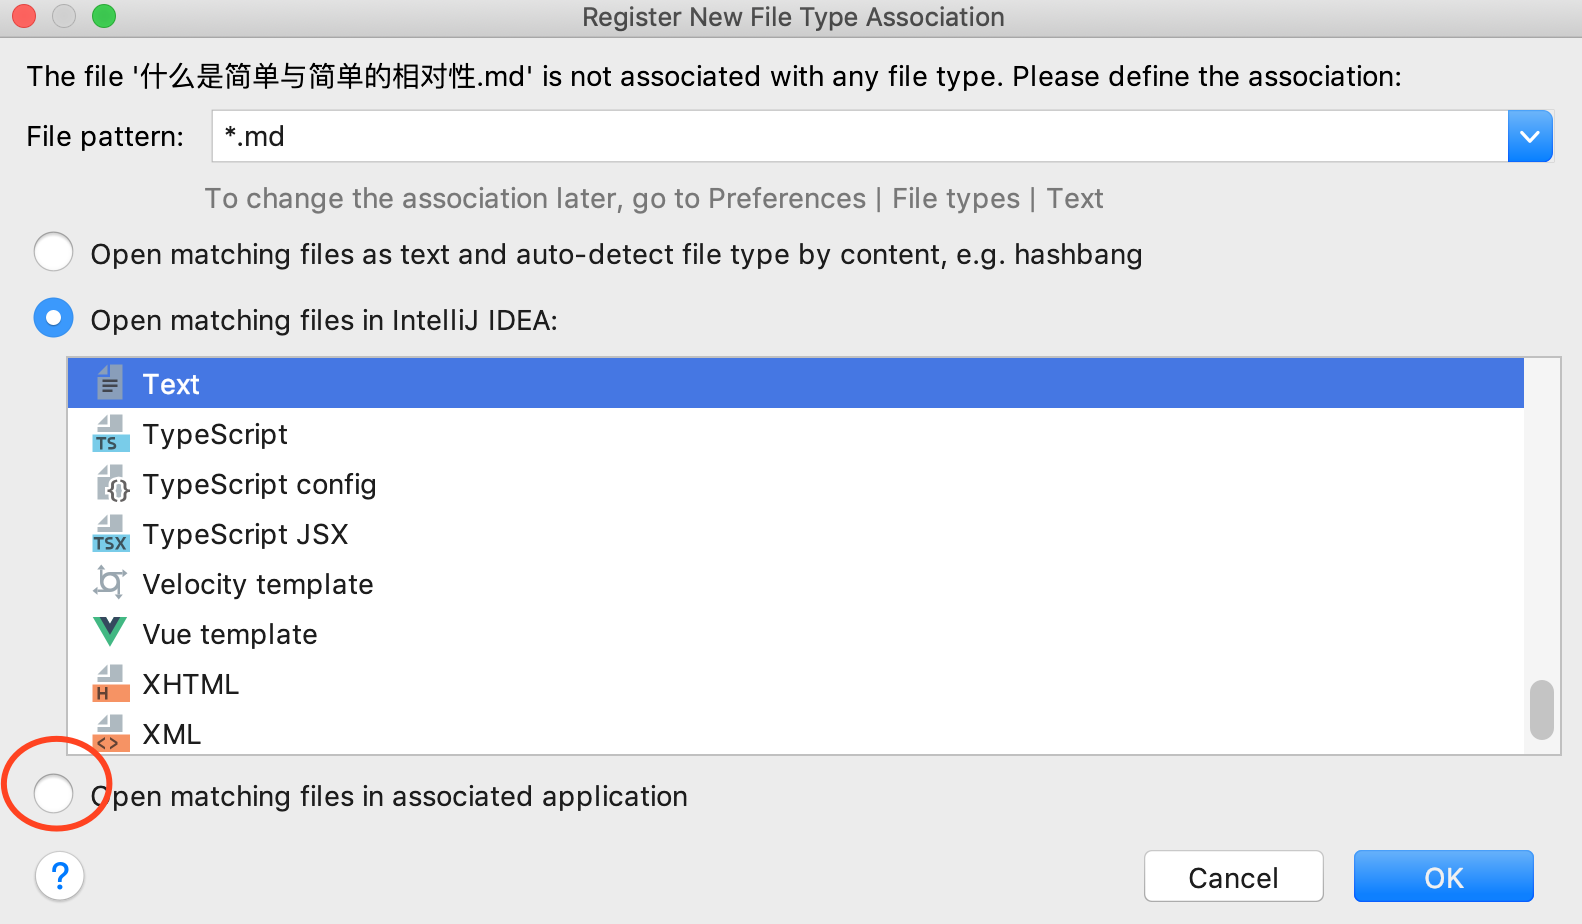 Register New File Type Association
The file '什么是简单与简单的相对性.md' is not associated with any file type. Please define the association:
File pattern: *.md
To change the association later, go to Preferences | File types | Text
Open matching files as text and auto-detect file type by content, e.g. hashbang
Open matching files in IntelliJ IDEA:
Text
TS TypeScript
{} TypeScript config
TSX TypeScript JSX
Velocity template
Vue template
H XHTML
<> XML
Open matching files in associated application
? Cancel OK